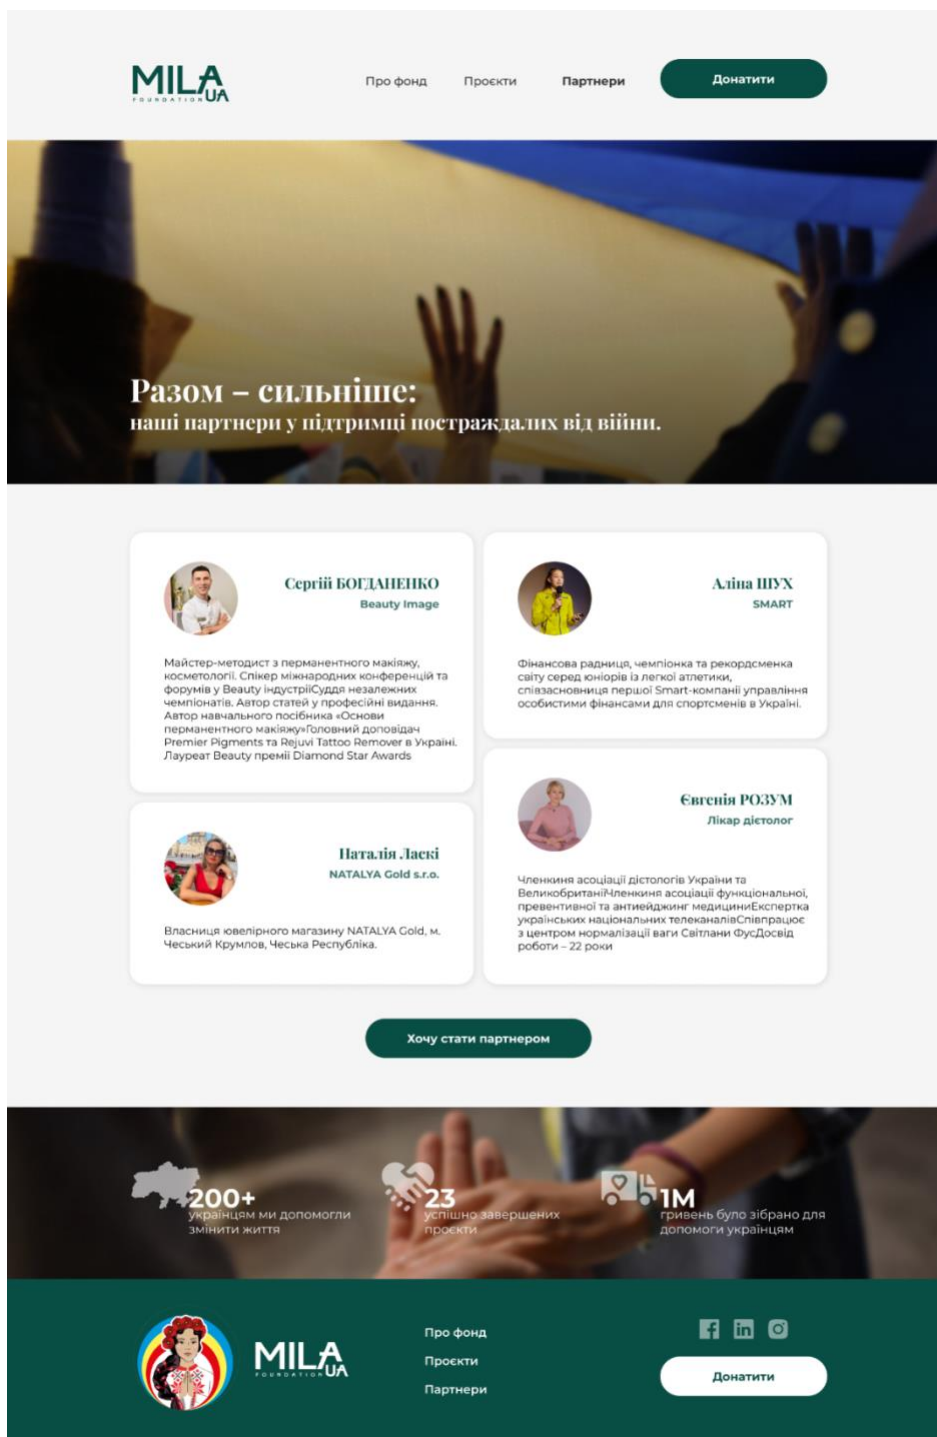 MILA
FOUNDATION UA
Про фонд
Проєкти
Партнери
Донатити
Разом – сильніше:
наші партнери у підтримці постраждалих від війни.
Сергій БОГДАНЕНКО
Beauty Image
Майстер-методист з перманентного макіяжу,
косметології. Спікер міжнародних конференцій та
форумів у Beauty індустріїСуддя незалежних
чемпіонатів. Автор статей у професійні видання.
Автор навчального посібника «Основи
перманентного макіяжу»Головний доповідач
Premier Pigments та Rejuvi Tattoo Remover в Україні.
Лауреат Beauty премії Diamond Star Awards
Аліна ШУХ
SMART
Фінансова радниця, чемпіонка та рекордсменка
світу серед юніорів із легкої атлетики,
співзасновниця першої Smart-компанії управління
особистими фінансами для спортсменів в Україні.
Наталія Ласкі
NATALYA Gold s.r.o.
Власниця ювелірного магазину NATALYA Gold, м.
Чеський Крумлов, Чеська Республіка.
Євгенія РОЗУМ
Лікар дієтолог
Членкиня асоціації дієтологів України та
ВеликобританіїЧленкиня асоціації функціональної,
превентивної та антиейджинг медициниЕкспертка
українських національних телеканалівСпівпрацює
з центром нормалізації ваги Світлани ФусДосвід
роботи – 22 роки
Хочу стати партнером
200+
українцям ми допомогли
змінити життя
23
успішно завершених
проєкти
1М
гривень було зібрано для
допомоги українцям
MILA
FOUNDATION UA
Про фонд
Проєкти
Партнери
Донатити